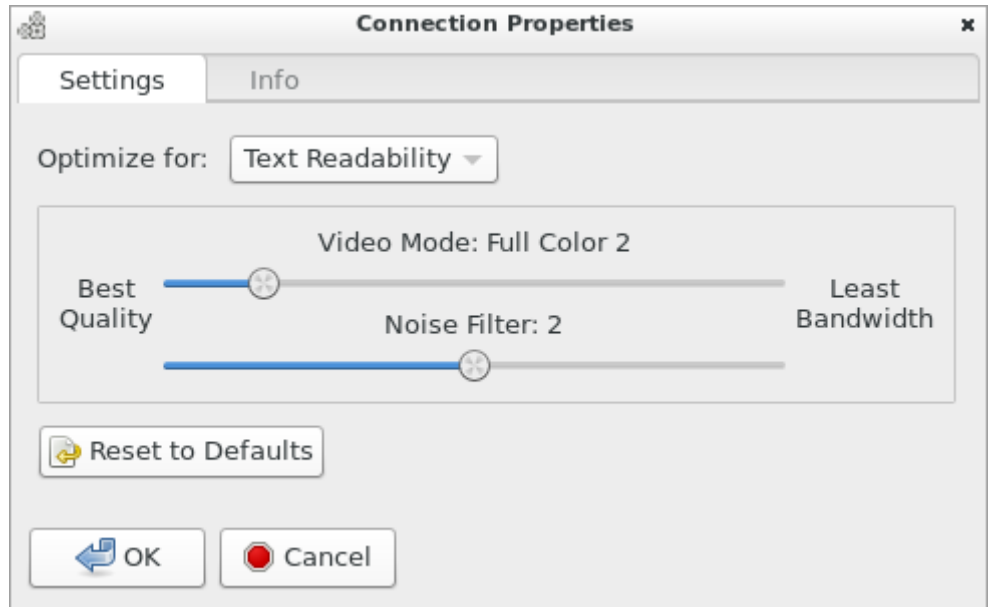 Connection Properties
Settings Info
Optimize for: Text Readability
Video Mode: Full Color 2
Best
Quality
Least
Bandwidth
Noise Filter: 2
Reset to Defaults
OK Cancel